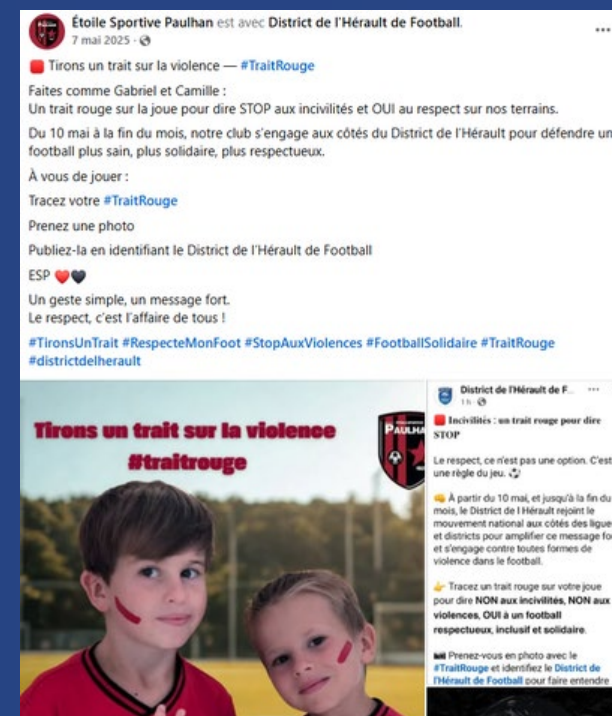 Étoile Sportive Paulhan est avec District de l'Hérault de Football.
7 mai 2025
Tirons un trait sur la violence — #TraitRouge
Faites comme Gabriel et Camille :
Un trait rouge sur la joue pour dire STOP aux incivilités et OUI au respect sur nos terrains.
Du 10 mai à la fin du mois, notre club s'engage aux côtés du District de l'Hérault pour défendre un
football plus sain, plus solidaire, plus respectueux.
À vous de jouer :
Tracez votre #TraitRouge
Prenez une photo
Publiez-la en identifiant le District de l'Hérault de Football
ESP
Un geste simple, un message fort.
Le respect, c'est l'affaire de tous !
#TironsUnTrait #RespecteMonFoot #StopAuxViolences #FootballSolidaire #TraitRouge
#districtdelherault
Tirons un trait sur la violence
#traitrouge
PAULHA
District de l'Hérault de F...
1 h
Incivilités : un trait rouge pour dire
STOP
Le respect, ce n'est pas une option. C'est
une règle du jeu.
À partir du 10 mai, et jusqu'à la fin du
mois, le District de l Hérault rejoint le
mouvement national aux côtés des ligue
et districts pour amplifier ce message fo
et s'engage contre toutes formes de
violence dans le football.
Tracez un trait rouge sur votre joue
pour dire NON aux incivilités, NON aux
violences, OUI à un football
respectueux, inclusif et solidaire.
Prenez-vous en photo avec le
#TraitRouge et identifiez le District de
l'Hérault de Football pour faire entendre